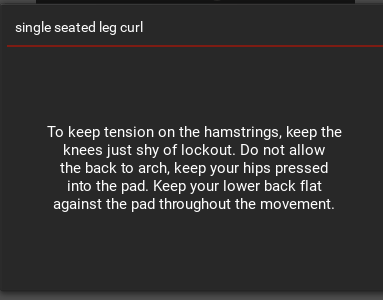 single seated leg curl
To keep tension on the hamstrings, keep the
knees just shy of lockout. Do not allow
the back to arch, keep your hips pressed
into the pad. Keep your lower back flat
against the pad throughout the movement.